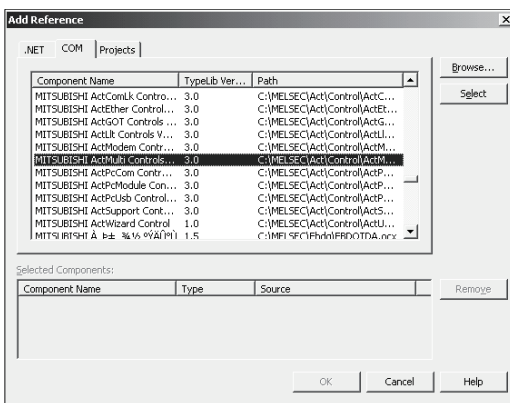 Add Reference
.NET COM Projects
Component Name TypeLib Ver... Path
MITSUBISHI ActComLk Contro... 3.0 C:\MELSEC\Act\Control\ActC...
MITSUBISHI ActEther Control... 3.0 C:\MELSEC\Act\Control\ActEt...
MITSUBISHI ActGOT Controls ... 3.0 C:\MELSEC\Act\Control\ActG...
MITSUBISHI ActLlt Controls V... 3.0 C:\MELSEC\Act\Control\ActLl...
MITSUBISHI ActModem Contr... 3.0 C:\MELSEC\Act\Control\ActM...
MITSUBISHI ActMulti Controls... 3.0 C:\MELSEC\Act\Control\ActM...
MITSUBISHI ActPcCom Contr... 3.0 C:\MELSEC\Act\Control\ActP...
MITSUBISHI ActPcModule Con... 3.0 C:\MELSEC\Act\Control\ActP...
MITSUBISHI ActPcUsb Control... 3.0 C:\MELSEC\Act\Control\ActP...
MITSUBISHI ActSupport Cont... 3.0 C:\MELSEC\Act\Control\ActS...
MITSUBISHI ActWizard Control 1.0 C:\MELSEC\Act\Control\ActU...
MITSUBISHI 1.5
Browse...
Select
Selected Components:
Component Name Type Source
Remove
OK Cancel Help